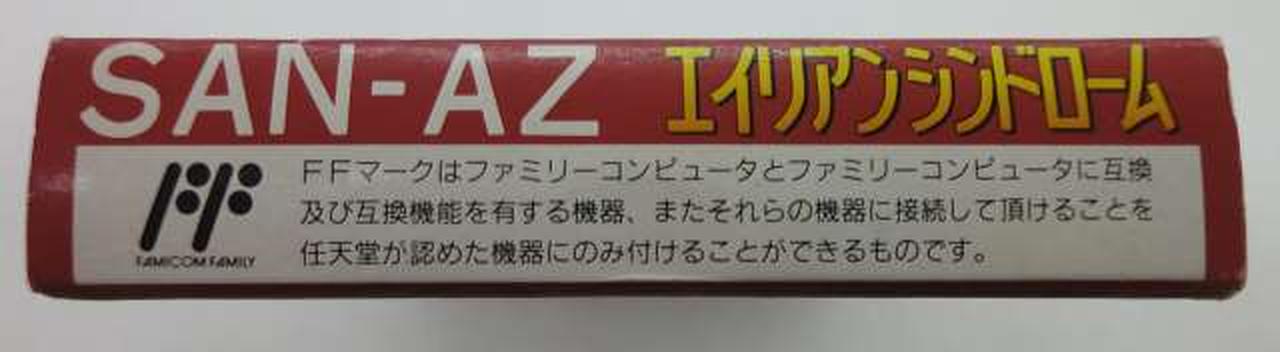 SAN-AZ エイリアンシンドローム
FFマークはファミリーコンピュータとファミリーコンピュータに互換
及び互換機能を有する機器、またそれらの機器に接続して頂けることを
任天堂が認めた機器にのみ付けることができるものです。
FF
FAMICOM FAMILY